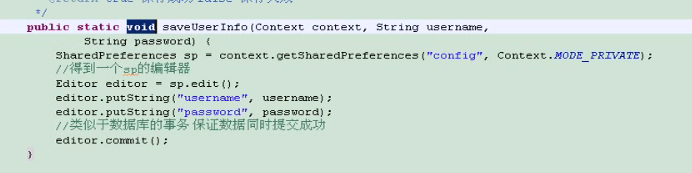 */
public static void saveUserInfo(Context context, String username,
String password) {
SharedPreferences sp = context.getSharedPreferences("config", Context.MODE_PRIVATE);
//得到一个sp的编辑器
Editor editor = sp.edit();
editor.putString("username", username);
editor.putString("password", password);
//类似于数据库的事务 保证数据同时提交成功
editor.commit();
}